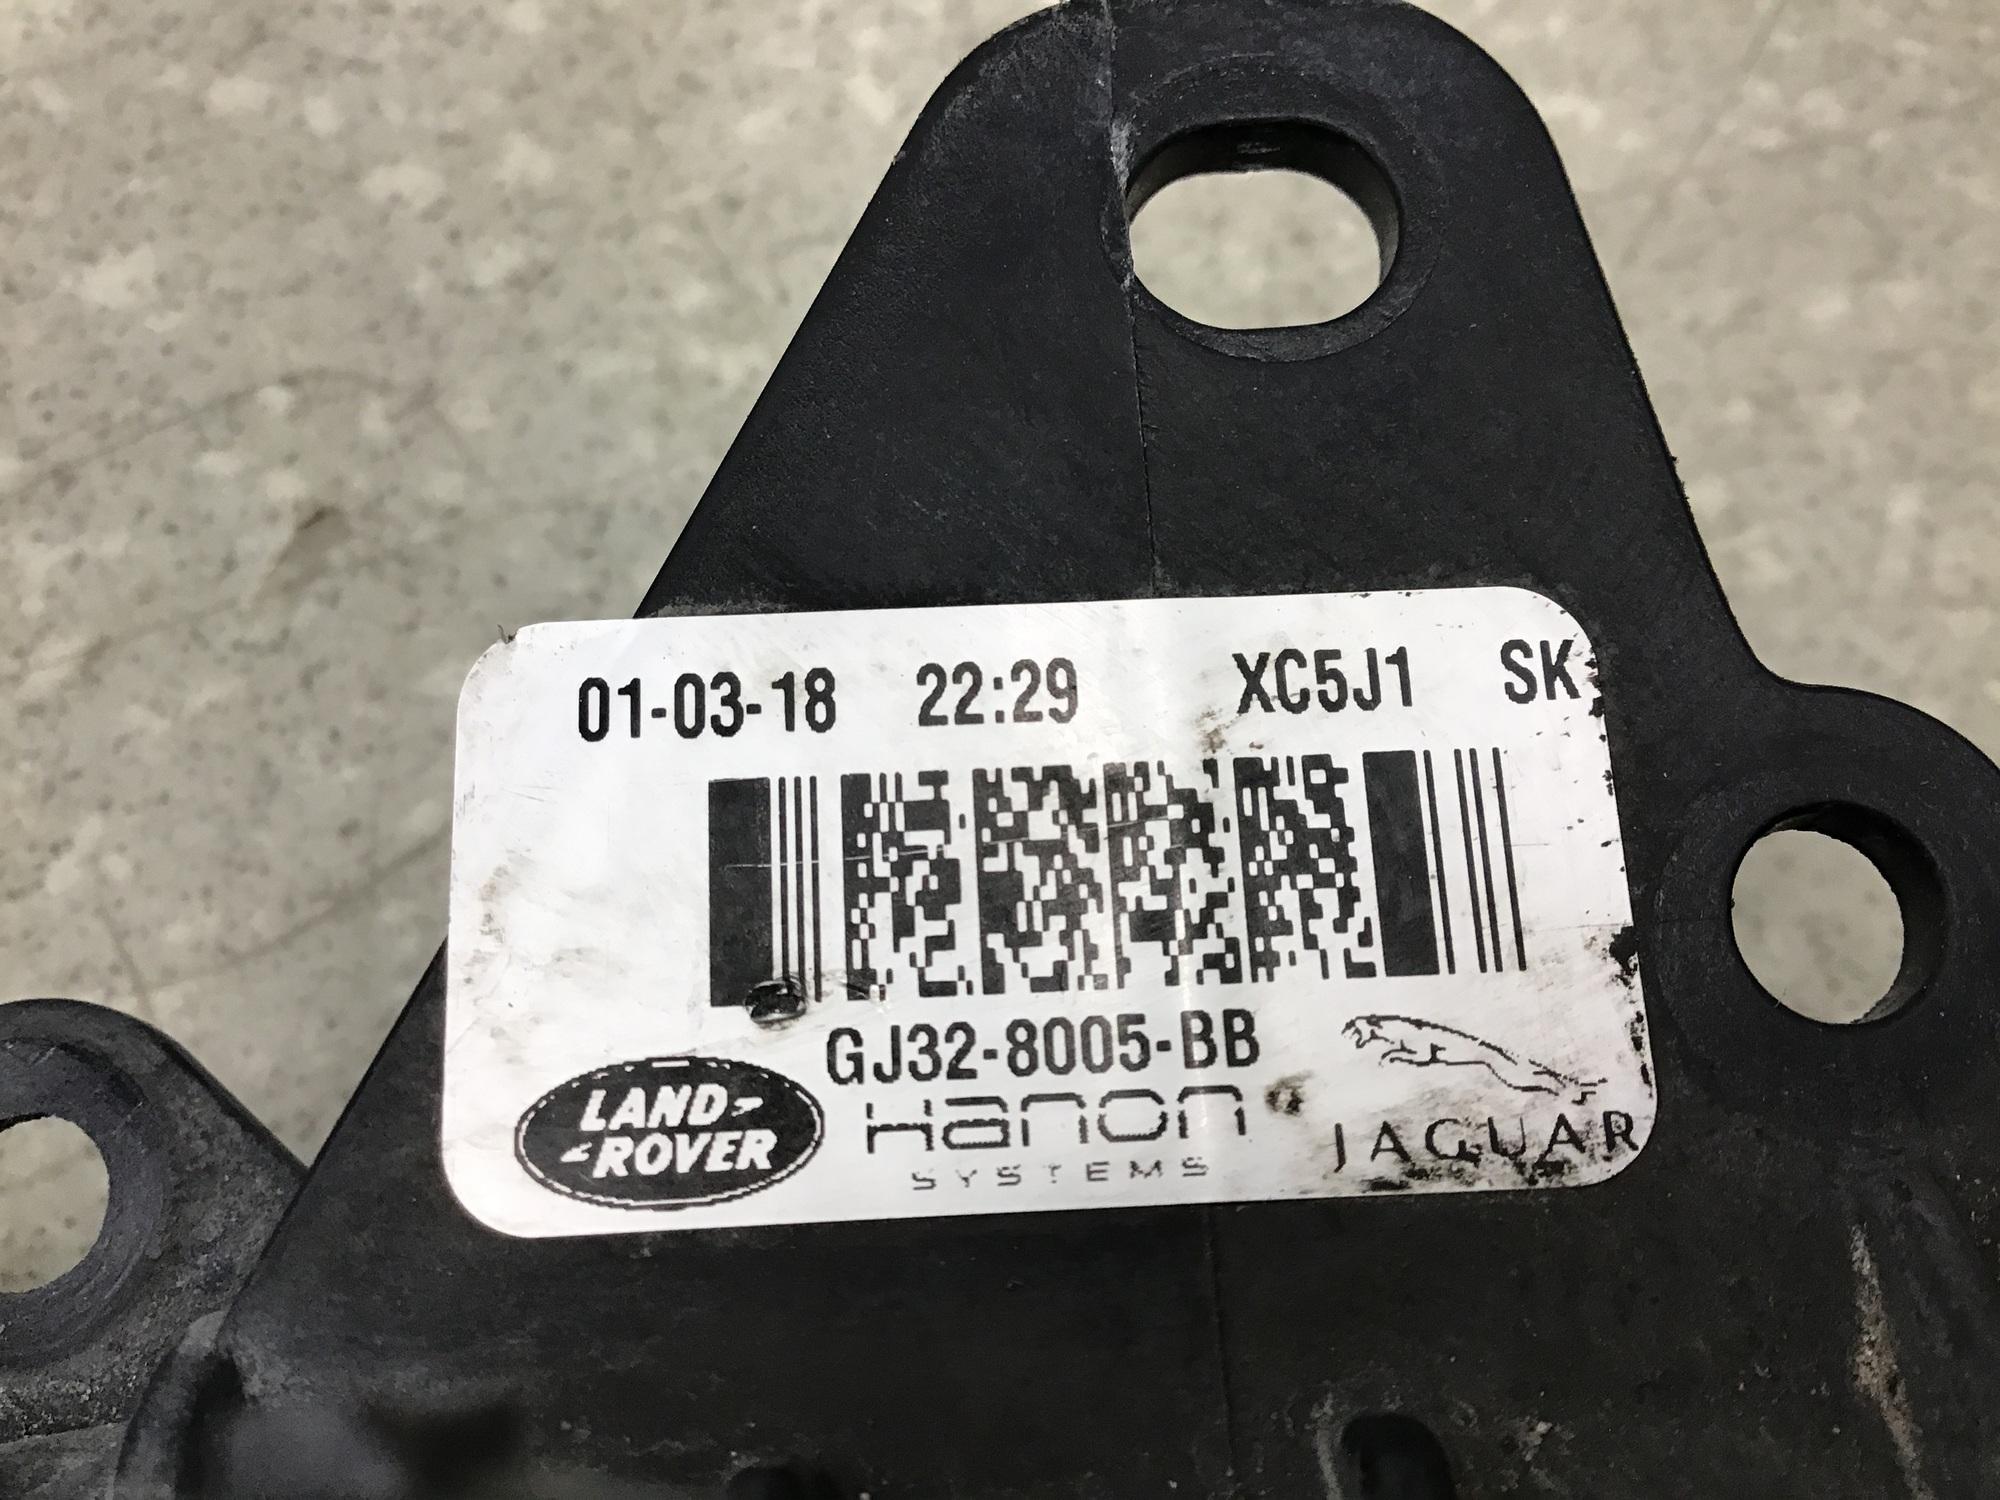 01-03-18 22:29 XC5J1 SK
GJ32-8005-BB
LAND-
ROVER
Hanon
SYSTEMS
JAGUAR